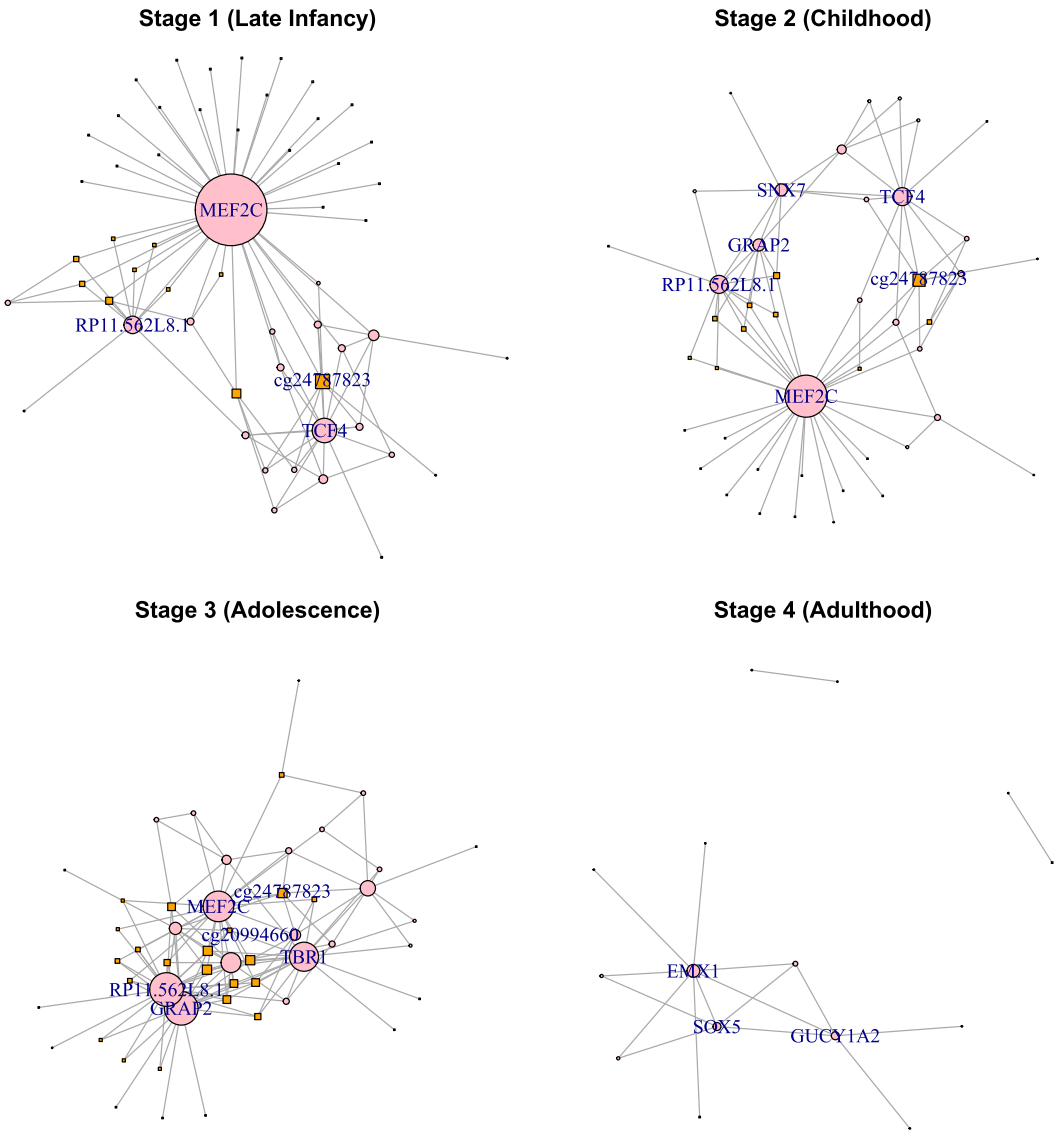 Stage 1 (Late Infancy)
MEF2C
RP11.562L8.1
cg24787823
TCF4
Stage 2 (Childhood)
SNX7
TCF4
GRAP2
RP11.562L8.1
cg24787823
MEF2C
Stage 3 (Adolescence)
cg24787823
MEF2C
cg20994660
TBR1
RP11.562L8.1
GRAP2
Stage 4 (Adulthood)
EMX1
SOX5
GUCY1A2